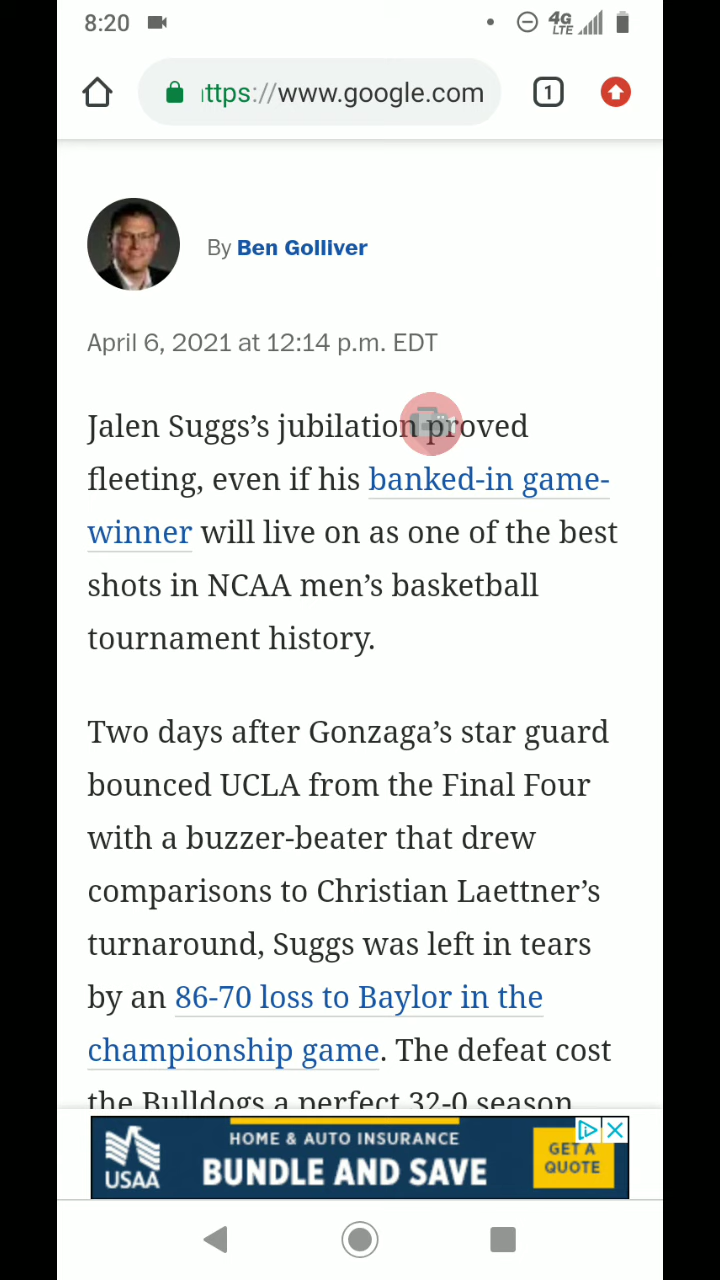 8:20
4G
LTE
ttps://www.google.com
1
By Ben Golliver
April 6, 2021 at 12:14 p.m. EDT
Jalen Suggs’s jubilation proved
fleeting, even if his banked-in game-
winner will live on as one of the best
shots in NCAA men’s basketball
tournament history.
Two days after Gonzaga’s star guard
bounced UCLA from the Final Four
with a buzzer-beater that drew
comparisons to Christian Laettner’s
turnaround, Suggs was left in tears
by an 86-70 loss to Baylor in the
championship game. The defeat cost
the Bulldogs a perfect 32-0 season
USAA
HOME & AUTO INSURANCE
BUNDLE AND SAVE
GET A
QUOTE